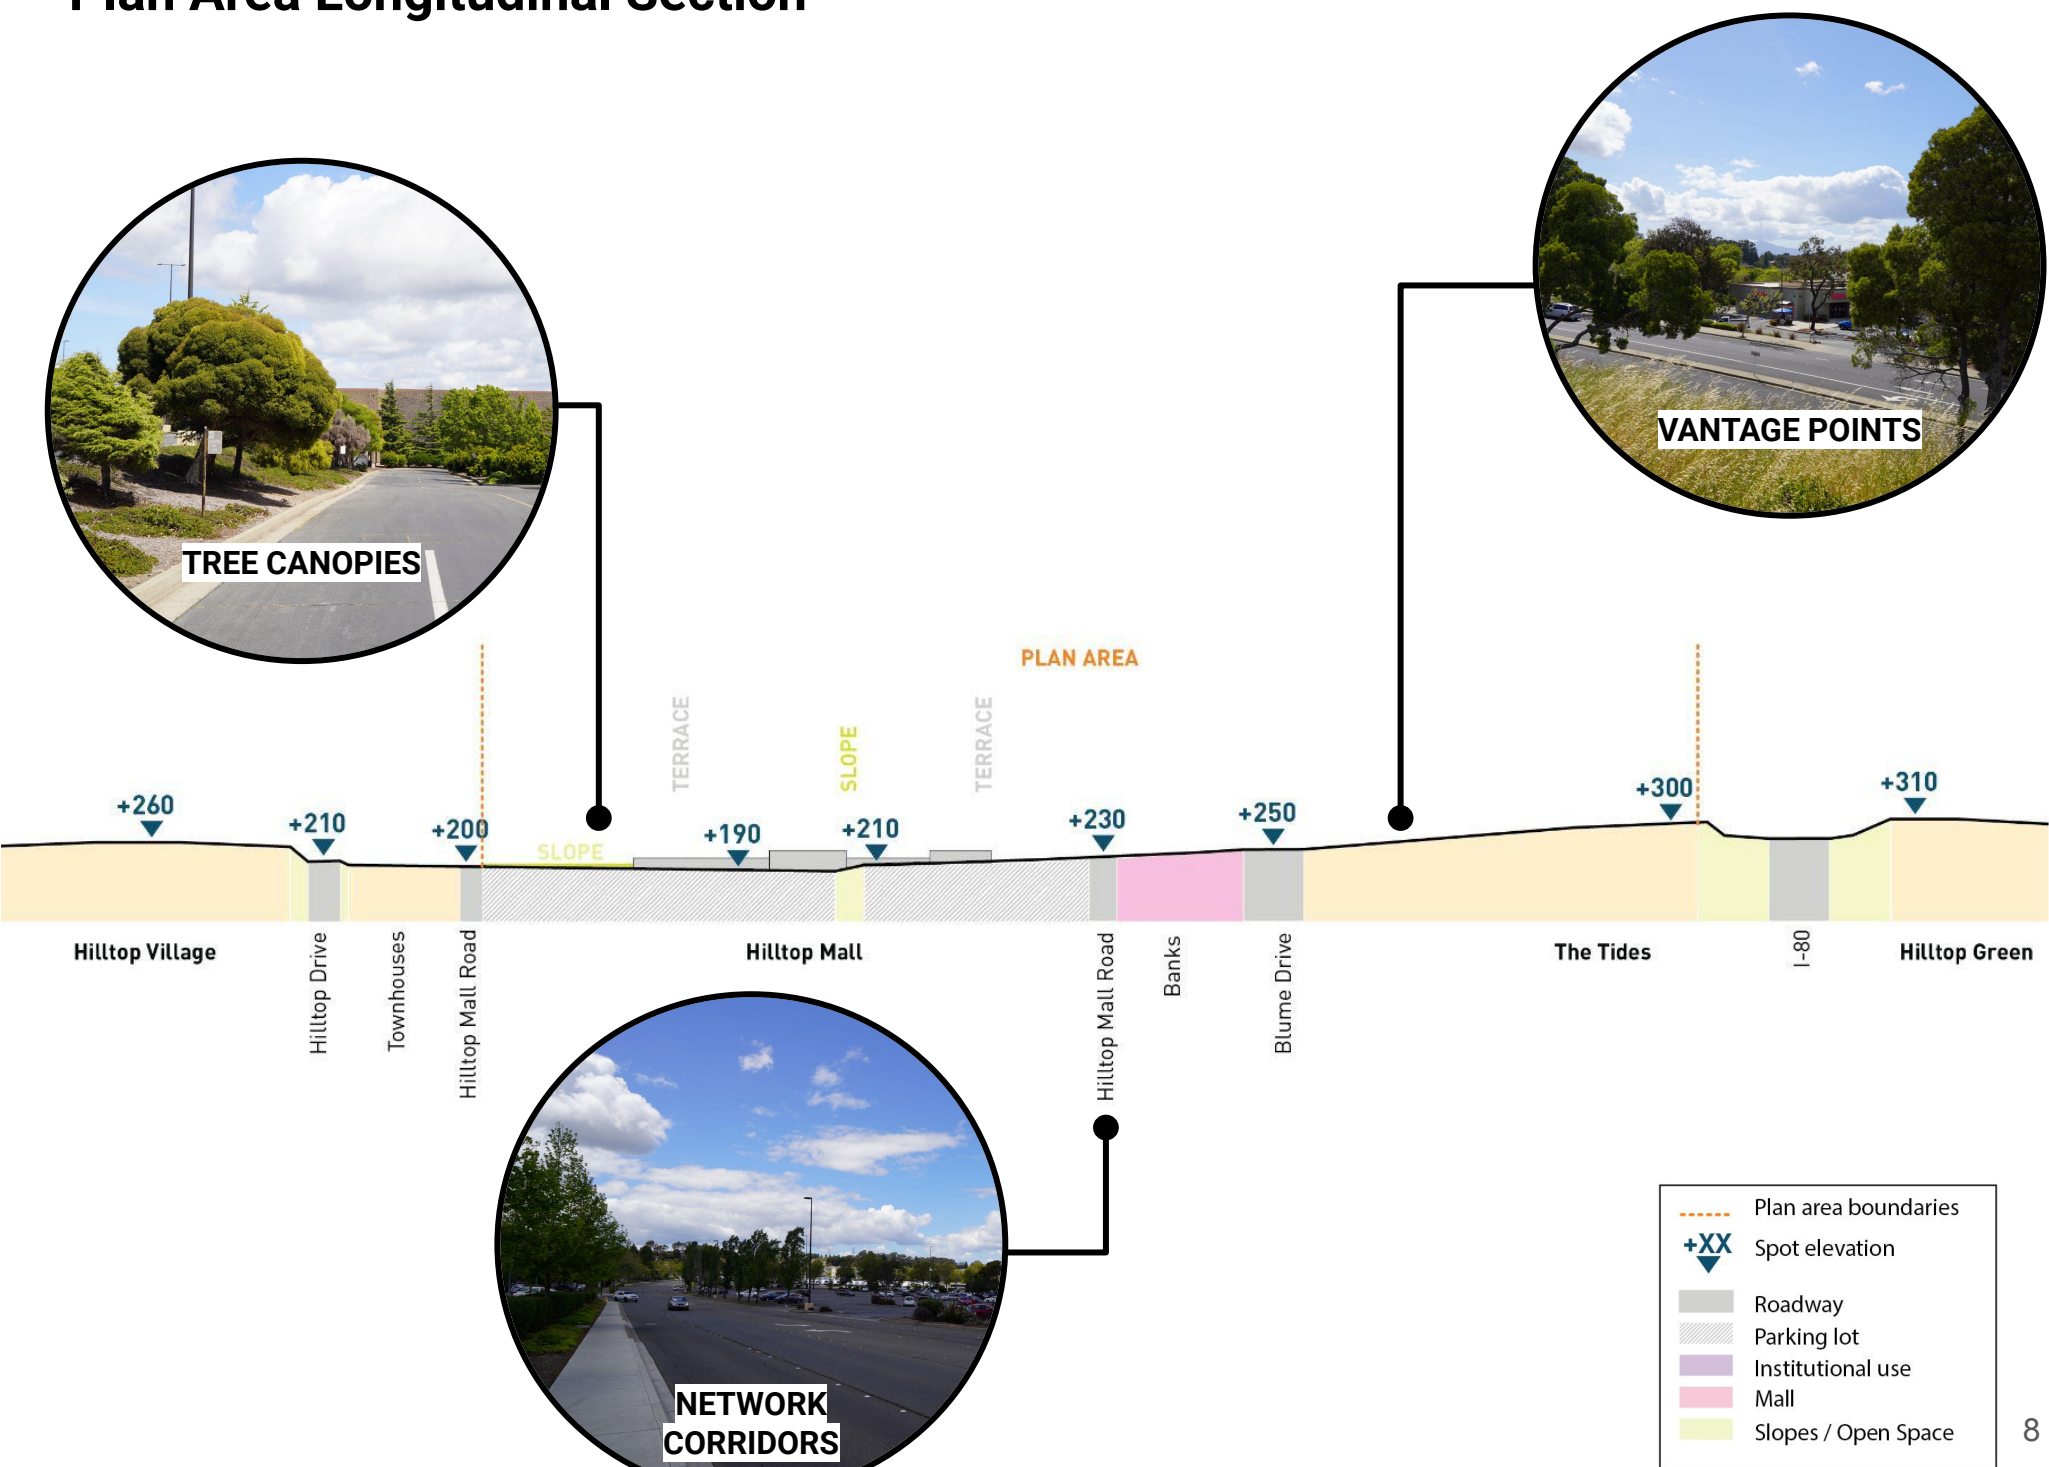 Plan Area Longitudinal Section
TREE CANOPIES
VANTAGE POINTS
PLAN AREA
TERRACE
SLOPE
TERRACE
SLOPE
+260
+210
+200
+190
+210
+230
+250
+300
+310
Hilltop Village
Hilltop Drive
Townhouses
Hilltop Mall Road
Hilltop Mall
Hilltop Mall Road
Banks
Blume Drive
The Tides
I-80
Hilltop Green
NETWORK
CORRIDORS
Plan area boundaries
+XX
Spot elevation
Roadway
Parking lot
Institutional use
Mall
Slopes / Open Space
8